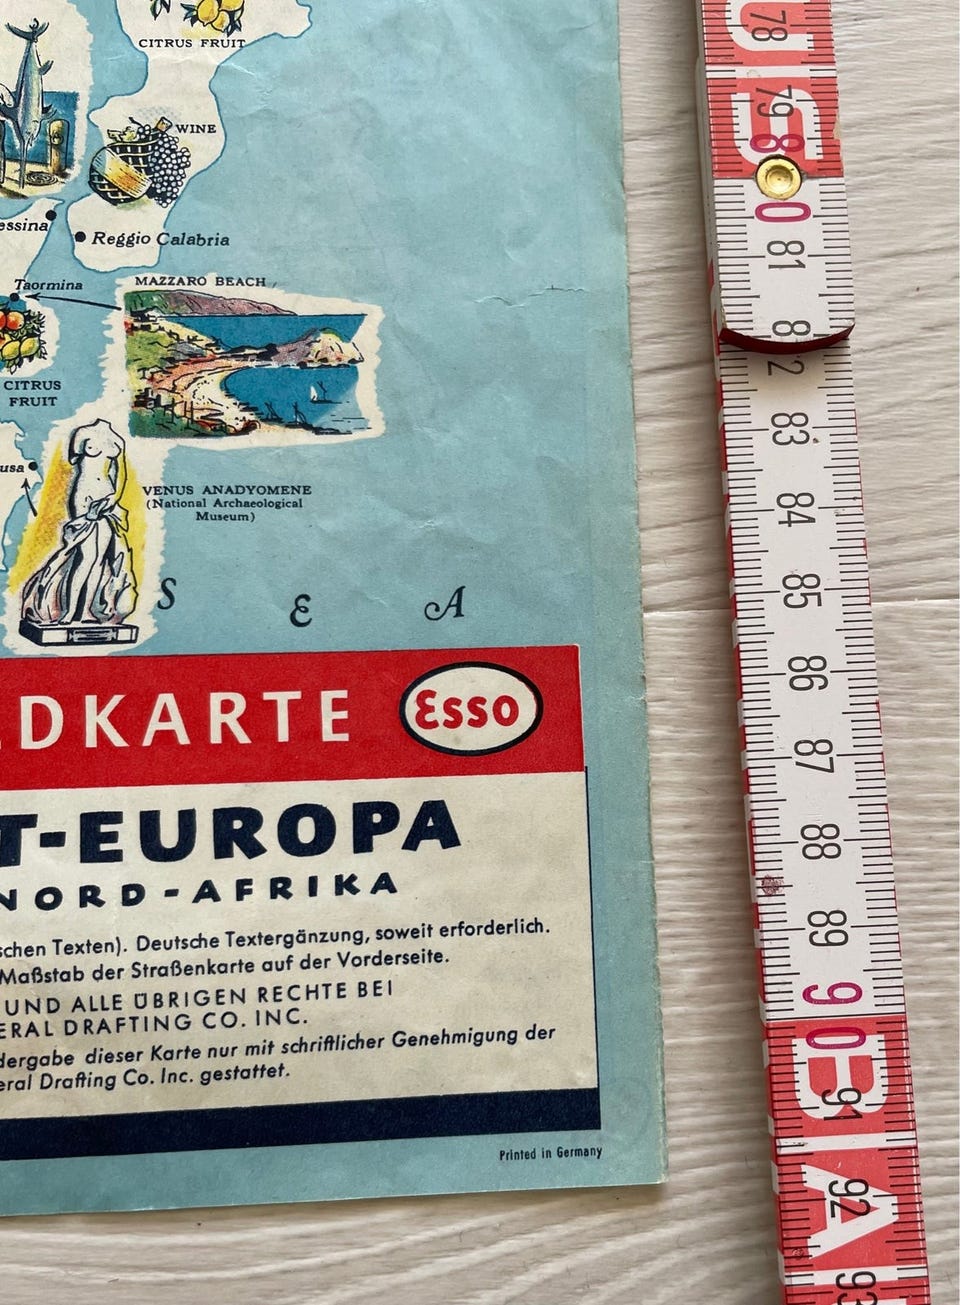 CITRUS FRUIT
WINE
essina
Reggio Calabria
Taormina
MAZZARO BEACH
CITRUS
FRUIT
usa
VENUS ANADYOMENE
(National Archaeological
Museum)
S E A
LDKARTE
Esso
T-EUROPA
NORD-AFRIKA
schen Texten). Deutsche Textergänzung, soweit erforderlich.
Maßstab der Straßenkarte auf der Vorderseite.
UND ALLE ÜBRIGEN RECHTE BEI
ERAL DRAFTING CO. INC.
dergabe dieser Karte nur mit schriftlicher Genehmigung der
eral Drafting Co. Inc. gestattet.
Printed in Germany
78
79
80
81
82
83
84
85
86
87
88
89
90
91
92
93
BA